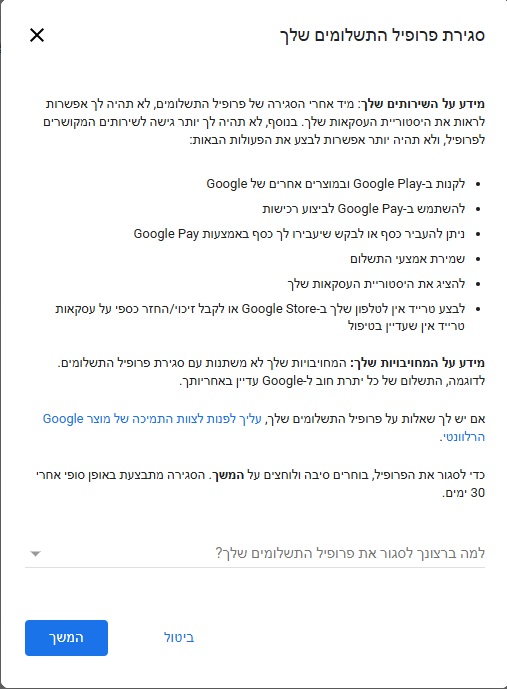 סגירת פרופיל התשלומים שלך
מידע על השירותים שלך: מיד אחרי הסגירה של פרופיל התשלומים, לא תהיה לך אפשרות
לראות את היסטוריית העסקאות שלך. בנוסף, לא תהיה לך יותר גישה לשירותים המקושרים
לפרופיל, ולא תהיה יותר אפשרות לבצע את הפעולות הבאות:
• לקנות ב-Google Play ובמוצרים אחרים של Google
• להשתמש ב-Google Pay לביצוע רכישות
• ניתן להעביר כסף או לבקש שיעבירו לך כסף באמצעות Google Pay
• שמירת אמצעי התשלום
• להציג את היסטוריית העסקאות שלך
• לבצע טרייד אין לטלפון שלך ב-Google Store או לקבל זיכוי/החזר כספי על עסקאות
טרייד אין שעדיין בטיפול
מידע על המחויבויות שלך: המחויבויות שלך לא משתנות עם סגירת פרופיל התשלומים.
לדוגמה, התשלום של כל יתרת חוב ל-Google עדיין באחריותך.
אם יש לך שאלות על פרופיל התשלומים שלך, עליך לפנות לצוות התמיכה של מוצר Google
הרלוונטי.
כדי לסגור את הפרופיל, בוחרים סיבה ולוחצים על המשך. הסגירה מתבצעת באופן סופי אחרי
30 ימים.
למה ברצונך לסגור את פרופיל התשלומים שלך?
ביטול
המשך